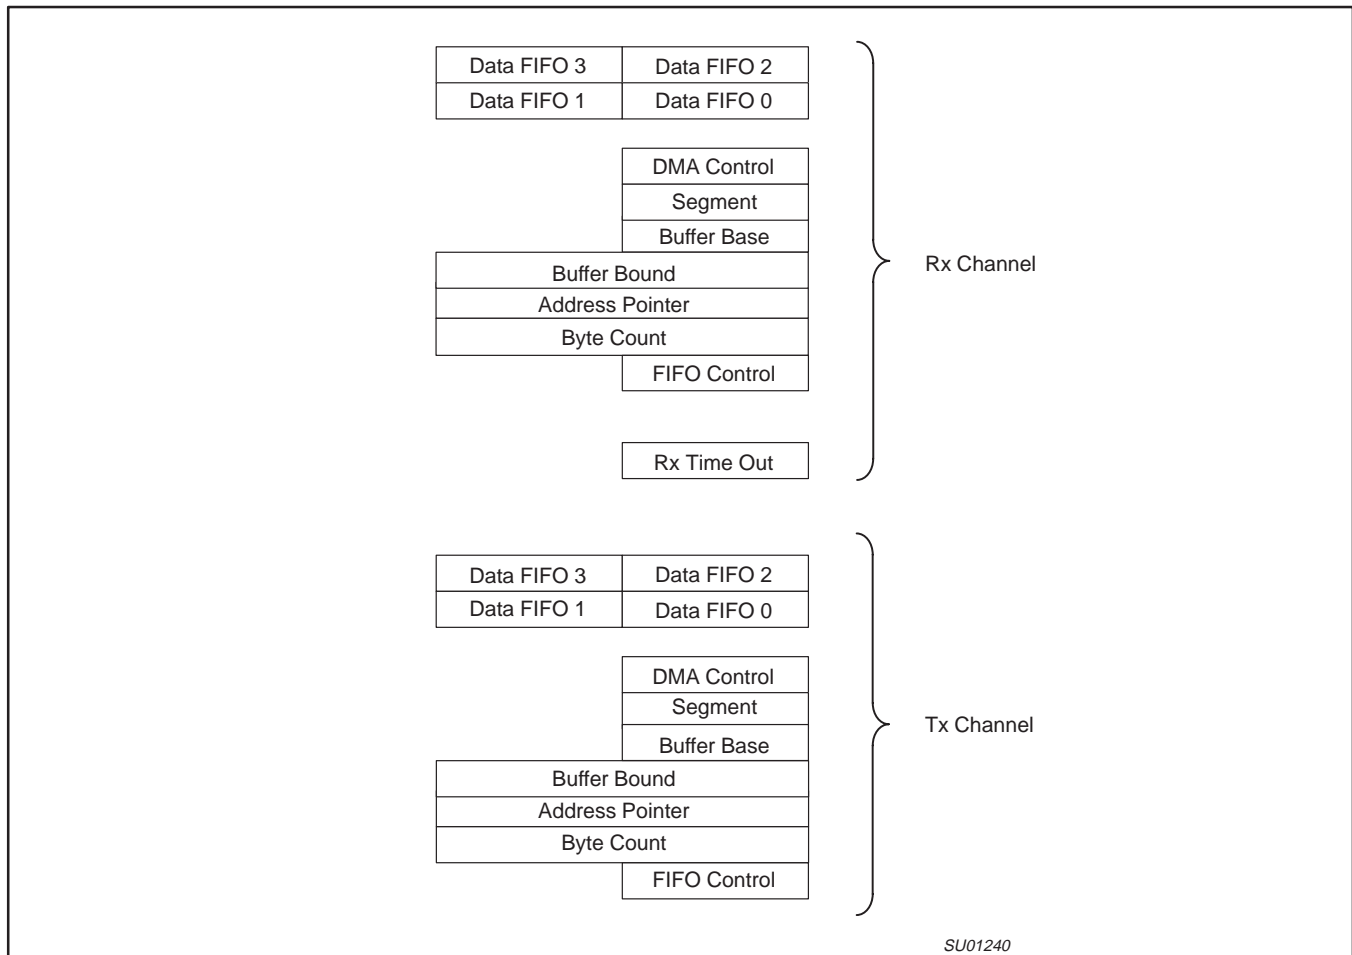 Data FIFO 3 Data FIFO 2
Data FIFO 1 Data FIFO 0
DMA Control
Segment
Buffer Base
Buffer Bound
Address Pointer
Byte Count
FIFO Control
Rx Time Out
Rx Channel
Data FIFO 3 Data FIFO 2
Data FIFO 1 Data FIFO 0
DMA Control
Segment
Buffer Base
Buffer Bound
Address Pointer
Byte Count
FIFO Control
Tx Channel
SU01240